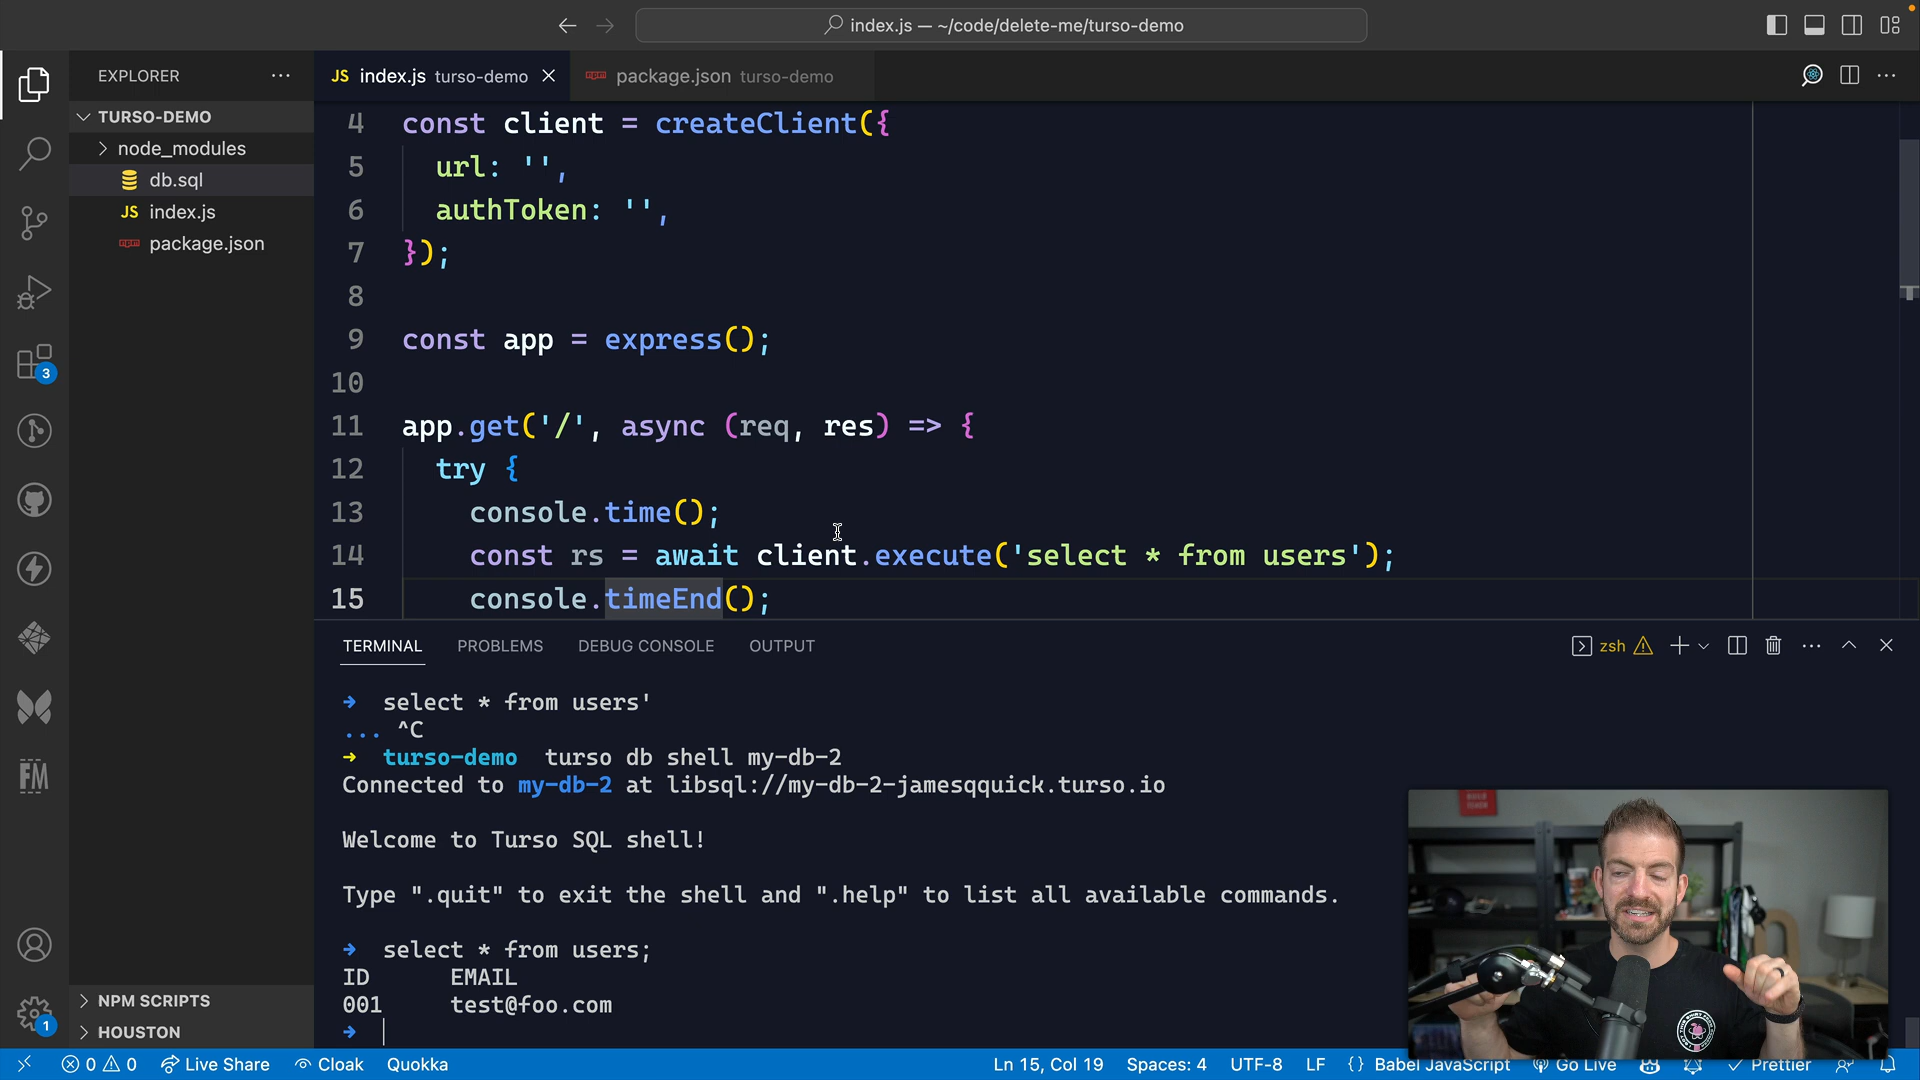 index.js — ~/code/delete-me/turso-demo
EXPLORER
TURSO-DEMO
node_modules
db.sql
JS index.js
package.json
NPM SCRIPTS
HOUSTON
3
FM
1
JS index.js turso-demo
package.json turso-demo
4 const client = createClient({
5 url: '',
6 authToken: '',
7 });
8
9 const app = express();
10
11 app.get('/', async (req, res) => {
12 try {
13 console.time();
14 const rs = await client.execute('select * from users');
15 console.timeEnd();
TERMINAL PROBLEMS DEBUG CONSOLE OUTPUT
zsh
➜ select * from users'
... ^C
➜ turso-demo turso db shell my-db-2
Connected to my-db-2 at libsql://my-db-2-jamesqquick.turso.io
Welcome to Turso SQL shell!
Type ".quit" to exit the shell and ".help" to list all available commands.
➜ select * from users;
ID EMAIL
001 test@foo.com
➜
0 0 Live Share Cloak Quokka Ln 15, Col 19 Spaces: 4 UTF-8 LF {} Babel JavaScript Go Live Prettier